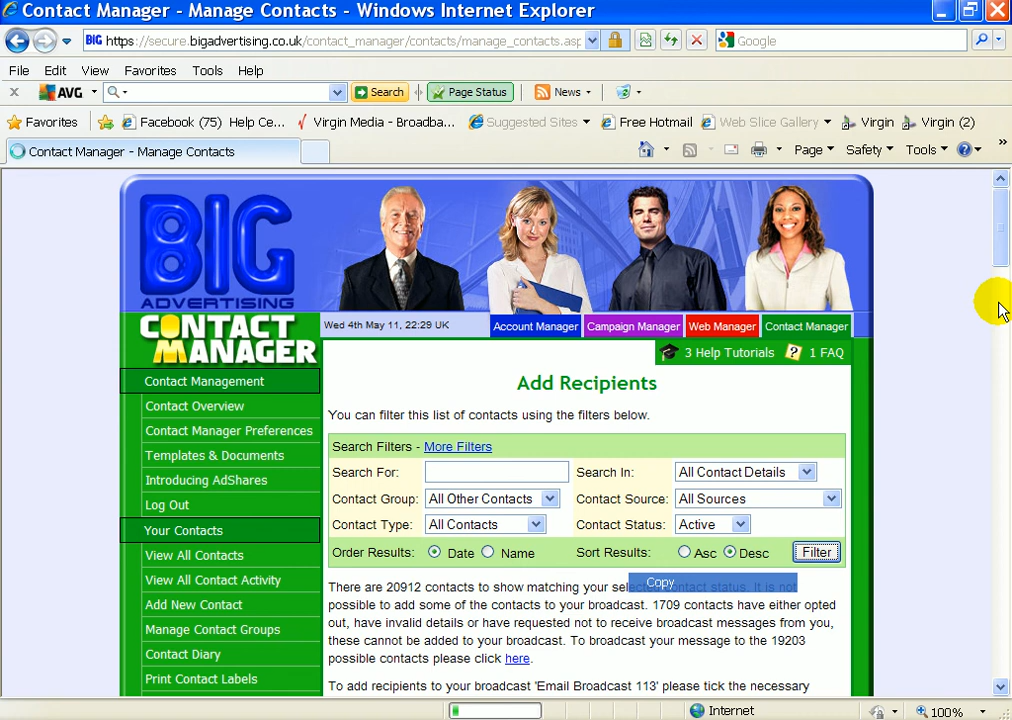 Contact Manager - Manage Contacts - Windows Internet Explorer
BIG https://secure.bigadvertising.co.uk/contact_manager/contacts/manage_contacts.asp Google
File Edit View Favorites Tools Help
AVG Search Page Status News
Favorites Facebook (75) Help Ce... Virgin Media - Broadba... Suggested Sites Free Hotmail Web Slice Gallery Virgin Virgin (2)
Contact Manager - Manage Contacts Page Safety Tools
BIG
ADVERTISING
CONTACT
MANAGER
Wed 4th May 11, 22:29 UK Account Manager Campaign Manager Web Manager Contact Manager
3 Help Tutorials 1 FAQ
Contact Management
Contact Overview
Contact Manager Preferences
Templates & Documents
Introducing AdShares
Log Out
Your Contacts
View All Contacts
View All Contact Activity
Add New Contact
Manage Contact Groups
Contact Diary
Print Contact Labels
Add Recipients
You can filter this list of contacts using the filters below.
Search Filters - More Filters
Search For: Search In: All Contact Details
Contact Group: All Other Contacts Contact Source: All Sources
Contact Type: All Contacts Contact Status: Active
Order Results: Date Name Sort Results: Asc Desc Filter
Copy
There are 20912 contacts to show matching your selected contact status. It is not
possible to add some of the contacts to your broadcast. 1709 contacts have either opted
out, have invalid details or have requested not to receive broadcast messages from you,
these cannot be added to your broadcast. To broadcast your message to the 19203
possible contacts please click here.
To add recipients to your broadcast 'Email Broadcast 113' please tick the necessary
Internet 100%